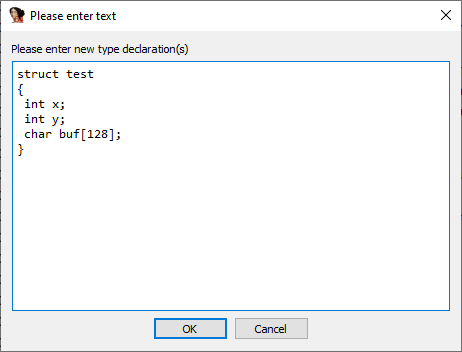 Please enter text
Please enter new type declaration(s)
struct test
{
 int x;
 int y;
 char buf[128];
}
OK
Cancel